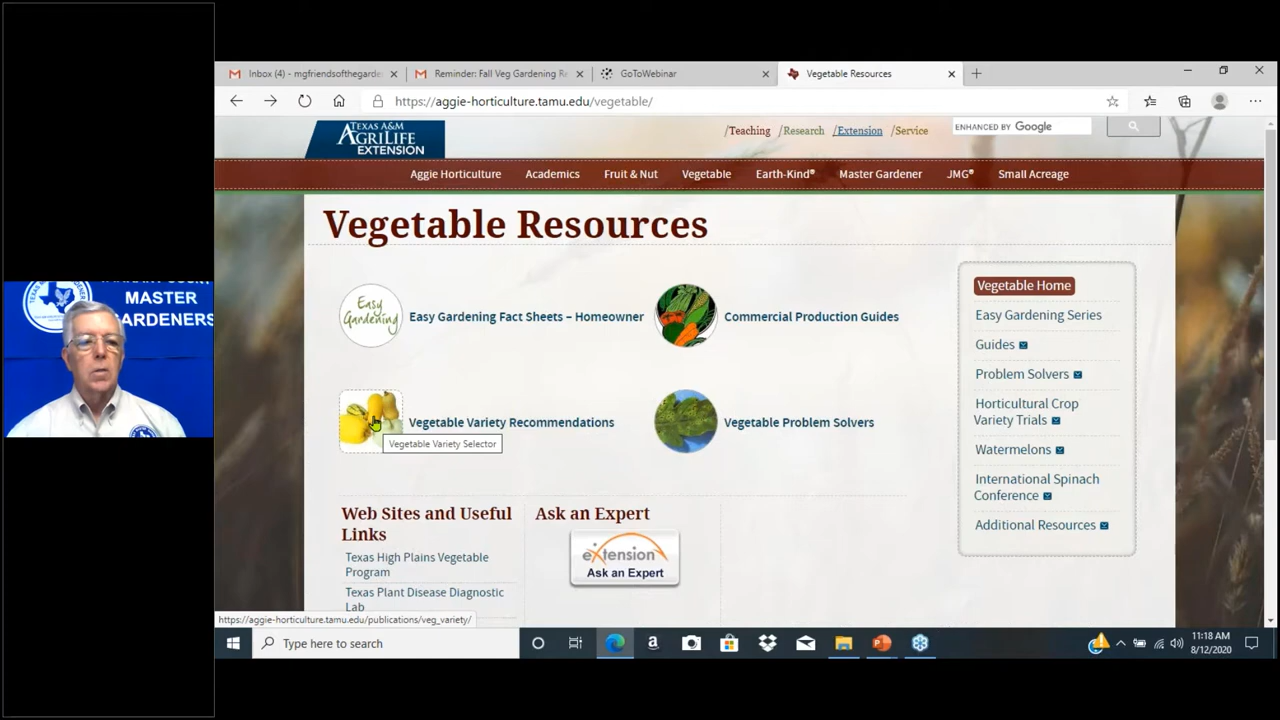 Inbox (4) - mgfriendsofthegarde
Reminder: Fall Veg Gardening Re
GoToWebinar
Vegetable Resources
https://aggie-horticulture.tamu.edu/vegetable/
TEXAS A&M
AGRILIFE
EXTENSION
/Teaching /Research /Extension /Service
ENHANCED BY Google
Aggie Horticulture Academics Fruit & Nut Vegetable Earth-Kind® Master Gardener JMG® Small Acreage
Vegetable Resources
Easy Gardening
Easy Gardening Fact Sheets – Homeowner
Commercial Production Guides
Vegetable Variety Recommendations
Vegetable Variety Selector
Vegetable Problem Solvers
Vegetable Home
Easy Gardening Series
Guides
Problem Solvers
Horticultural Crop
Variety Trials
Watermelons
International Spinach
Conference
Additional Resources
Web Sites and Useful
Links
Texas High Plains Vegetable
Program
Texas Plant Disease Diagnostic
Lab
Ask an Expert
eXtension
Ask an Expert
https://aggie-horticulture.tamu.edu/publications/veg_variety/
MASTER
GARDENERS
Type here to search
11:18 AM
8/12/2020